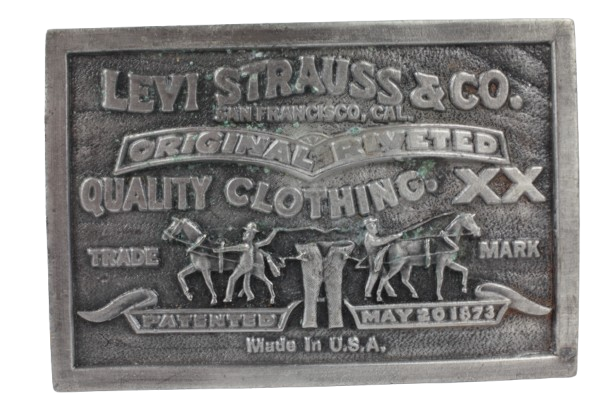 LEVI STRAUSS & CO.
SAN FRANCISCO, CAL.
ORIGINAL RIVETED
QUALITY CLOTHING. XX
TRADE MARK
PATENTED MAY 20 1873
Made In U.S.A.